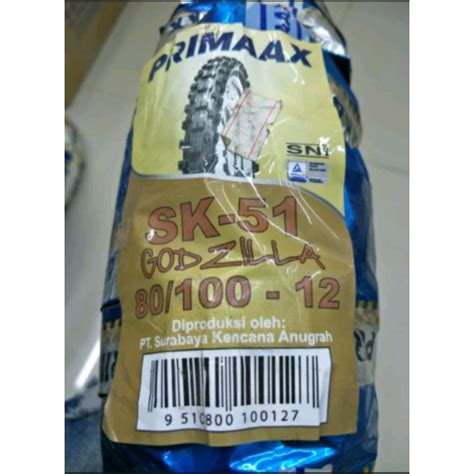 PRIMAAX
SNI
SK-51
GODZILLA
80/100 - 12
Diproduksi oleh:
PT. Surabaya Kencana Anugrah
9 510800 100127